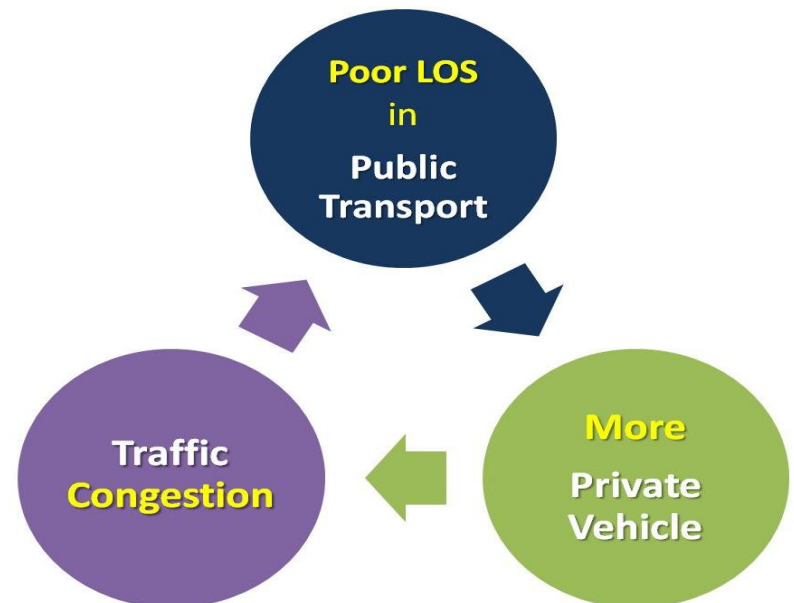 Poor LOS
in
Public
Transport
More
Private
Vehicle
Traffic
Congestion